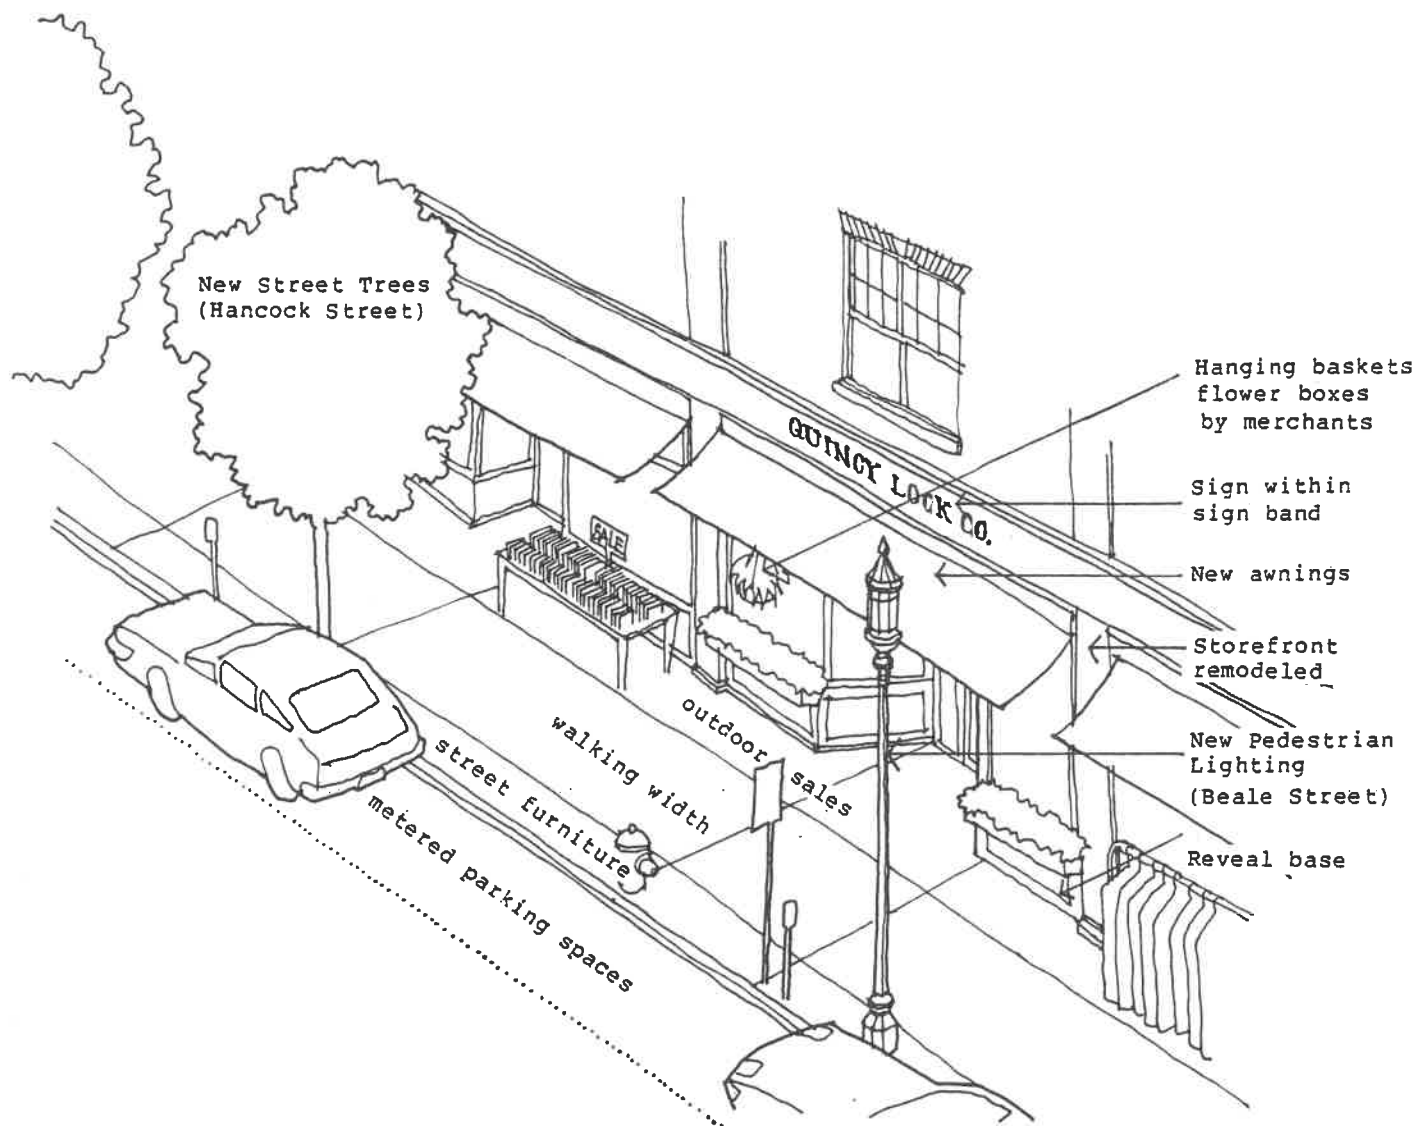 New Street Trees
(Hancock Street)
Hanging baskets
flower boxes
by merchants
QUINCY LOCK CO.
Sign within
sign band
SALE
New awnings
Storefront
remodeled
outdoor sales
walking width
street furniture
metered parking spaces
New Pedestrian
Lighting
(Beale Street)
Reveal base